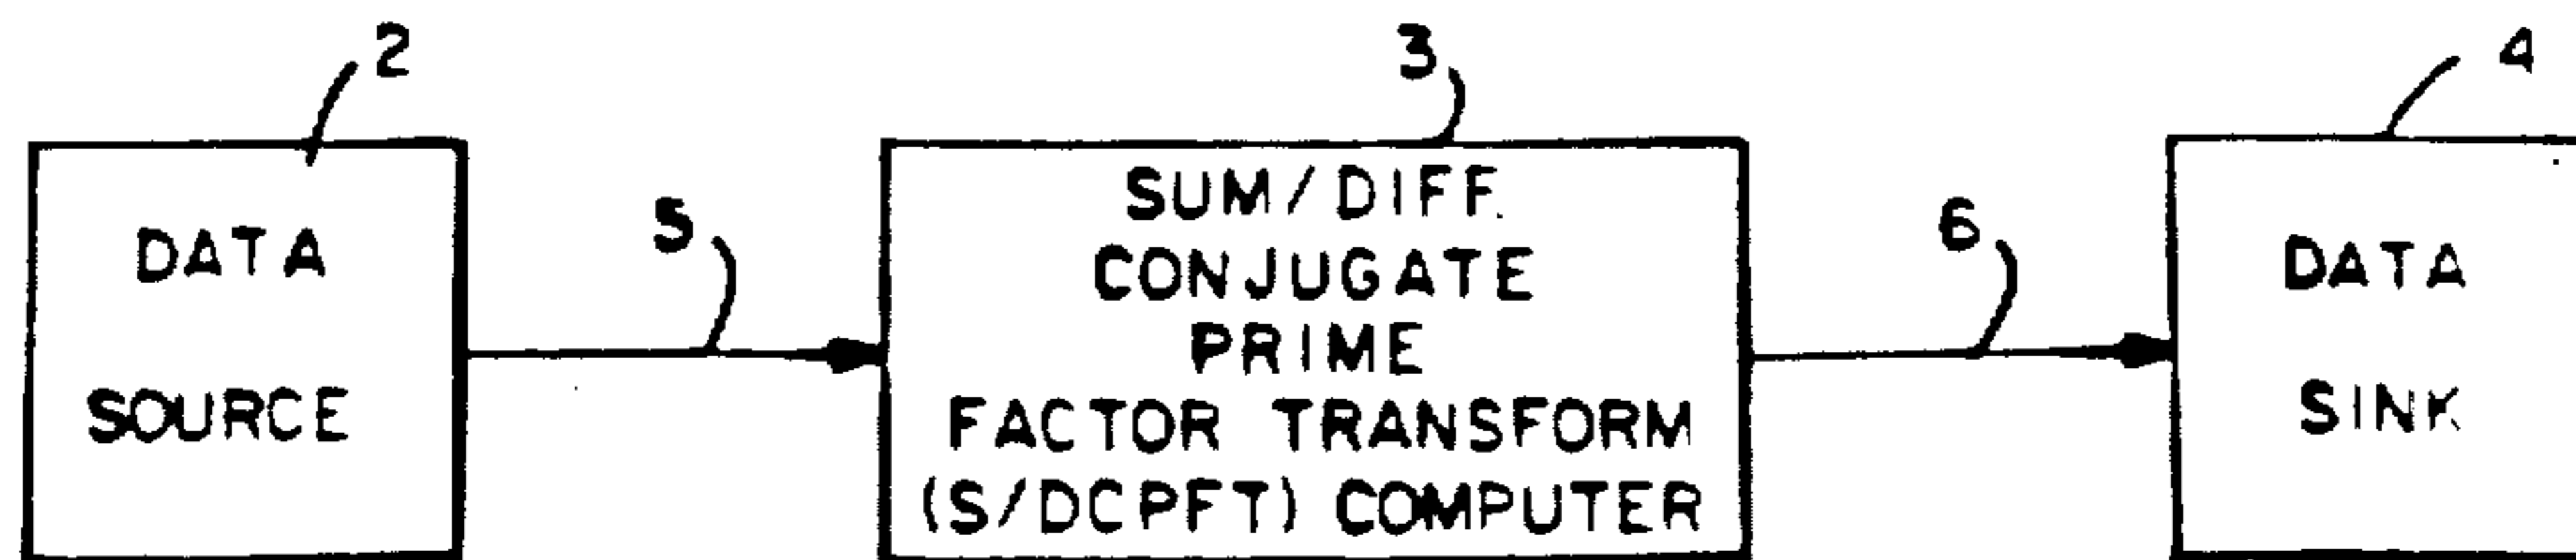 2
3
4
DATA
SOURCE
5
SUM/DIFF.
CONJUGATE
PRIME
FACTOR TRANSFORM
(S/DCPFT) COMPUTER
6
DATA
SINK